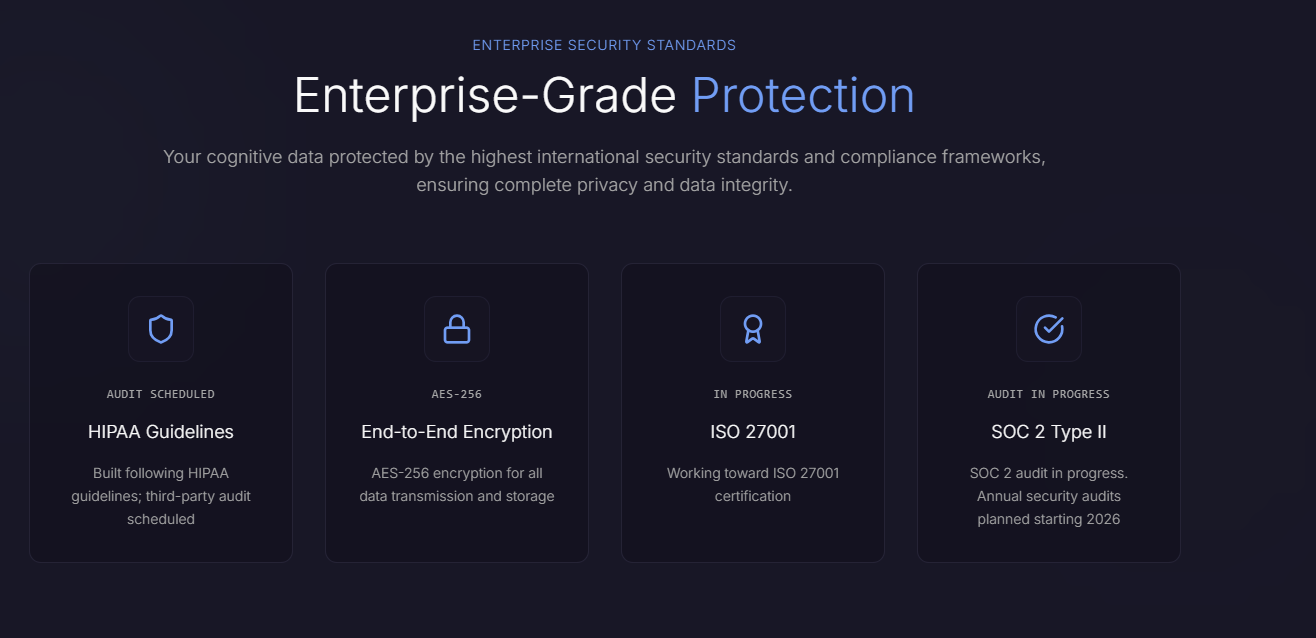 ENTERPRISE SECURITY STANDARDS
Enterprise-Grade Protection
Your cognitive data protected by the highest international security standards and compliance frameworks,
ensuring complete privacy and data integrity.
AUDIT SCHEDULED
HIPAA Guidelines
Built following HIPAA
guidelines; third-party audit
scheduled
AES-256
End-to-End Encryption
AES-256 encryption for all
data transmission and storage
IN PROGRESS
ISO 27001
Working toward ISO 27001
certification
AUDIT IN PROGRESS
SOC 2 Type II
SOC 2 audit in progress.
Annual security audits
planned starting 2026